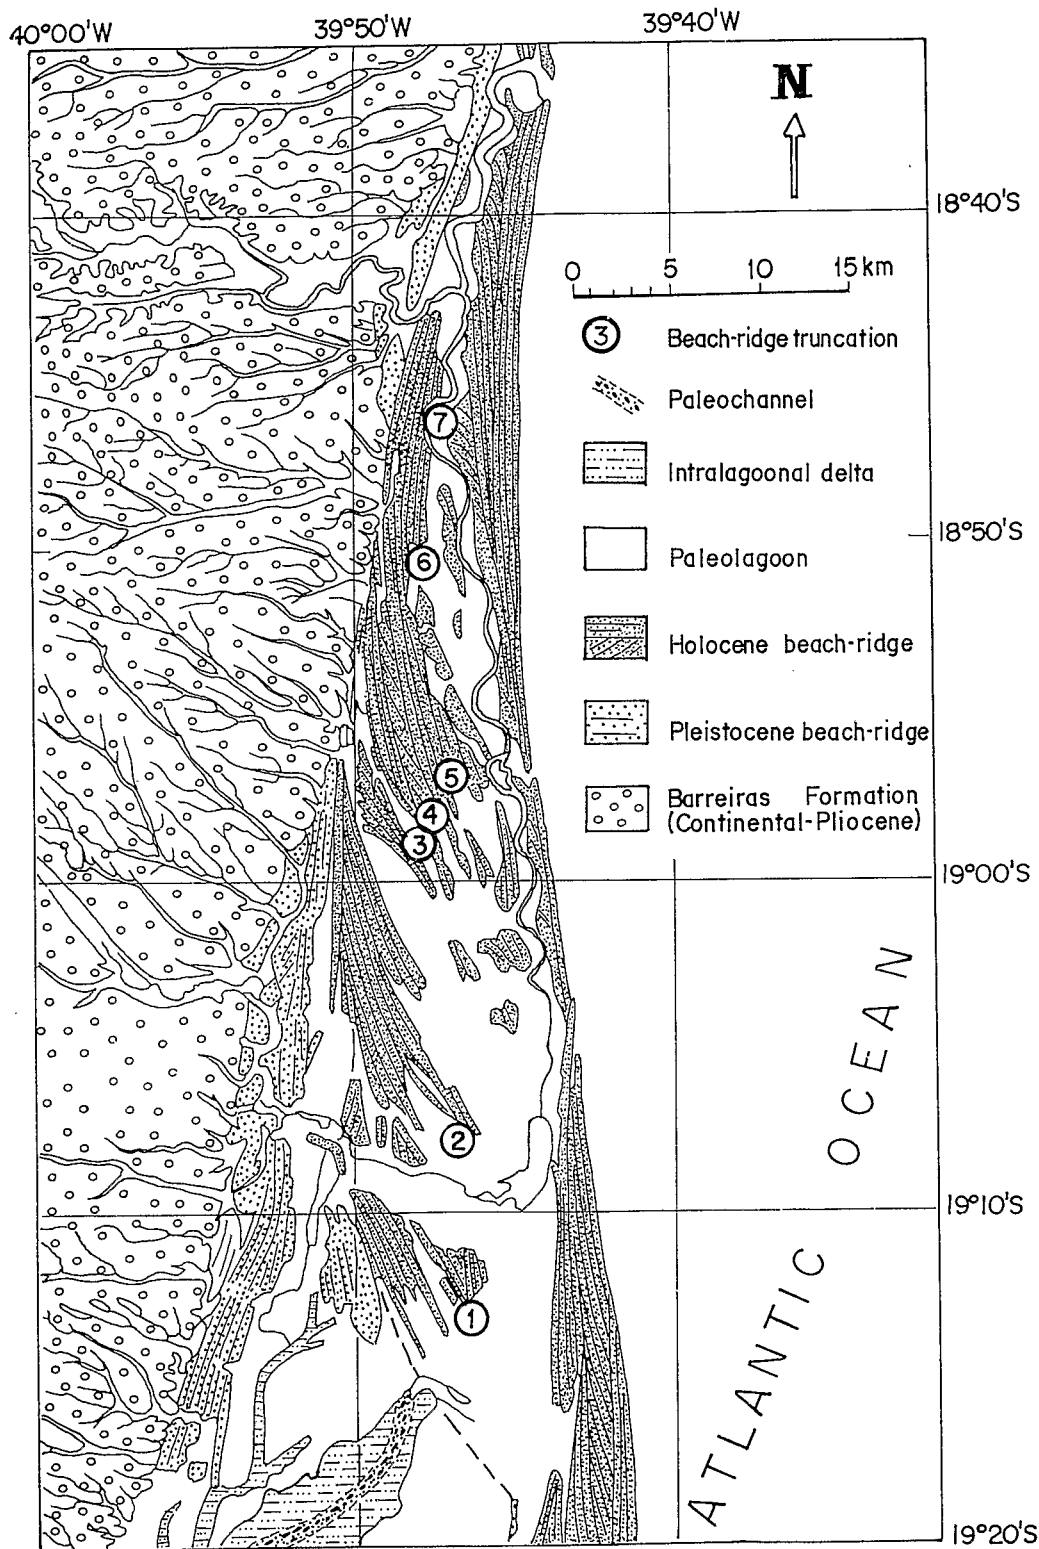 40°00'W 39°50'W 39°40'W
N
18°40'S
0 5 10 15 km
3 Beach-ridge truncation
Paleochannel
7
Intralagoonal delta
18°50'S
6
Paleolagoon
Holocene beach-ridge
Pleistocene beach-ridge
5
4
3
Barreiras Formation
(Continental-Pliocene)
19°00'S
2
19°10'S
1
ATLANTIC OCEAN
19°20'S